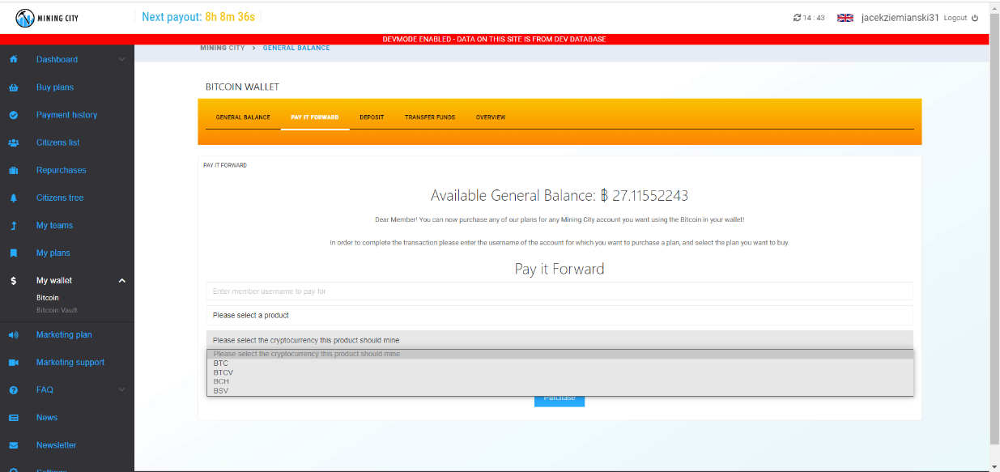 MINING CITY
Next payout: 8h 8m 36s
14 : 43
jacekziemianski31 Logout
DEVMODE ENABLED - DATA ON THIS SITE IS FROM DEV DATABASE
MINING CITY > GENERAL BALANCE
Dashboard
Buy plans
Payment history
Citizens list
Repurchases
Citizens tree
My teams
My plans
My wallet
Bitcoin
Bitcoin Vault
Marketing plan
Marketing support
FAQ
News
Newsletter
Settings
BITCOIN WALLET
GENERAL BALANCE PAY IT FORWARD DEPOSIT TRANSFER FUNDS OVERVIEW
PAY IT FORWARD
Available General Balance: ฿ 27.11552243
Dear Member! You can now purchase any of our plans for any Mining City account you want using the Bitcoin in your wallet!
In order to complete the transaction please enter the username of the account for which you want to purchase a plan, and select the plan you want to buy.
Pay it Forward
Enter member username to pay for
Please select a product
Please select the cryptocurrency this product should mine
Please select the cryptocurrency this product should mine
BTC
BTCV
BCH
BSV
Purchase